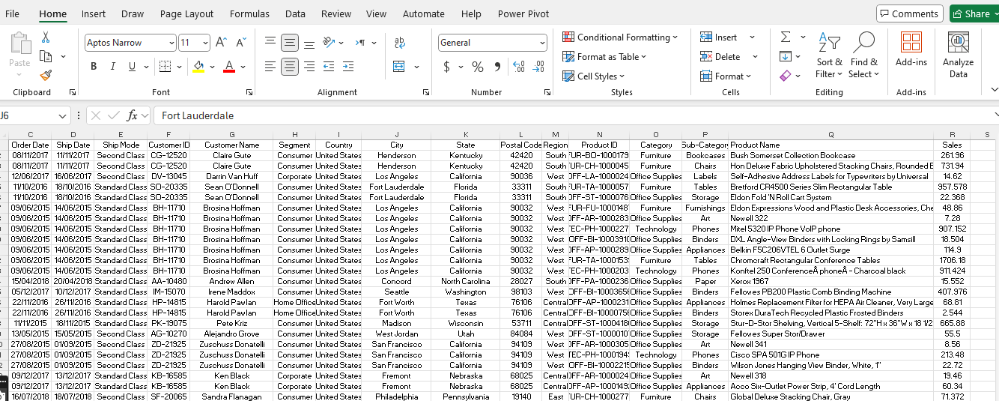 File Home Insert Draw Page Layout Formulas Data Review View Automate Help Power Pivot Comments Share
Aptos Narrow 11 General Conditional Formatting Insert
Paste Format as Table Delete Sort & Filter Find & Select Add-ins Analyze Data
B I U Cell Styles Format
Clipboard Font Alignment Number Styles Cells Editing Add-ins
J6 fx Fort Lauderdale
C D E F G H I J K L M N O P Q R S
Order Date Ship Date Ship Mode Customer ID Customer Name Segment Country City State Postal Code Region Product ID Category Sub-Category Product Name Sales
08/11/2017 11/11/2017 Second Class CG-12520 Claire Gute Consumer United States Henderson Kentucky 42420 South FUR-BO-1000179 Furniture Bookcases Bush Somerset Collection Bookcase 261.96
08/11/2017 11/11/2017 Second Class CG-12520 Claire Gute Consumer United States Henderson Kentucky 42420 South FUR-CH-1000045 Furniture Chairs Hon Deluxe Fabric Upholstered Stacking Chairs, Rounded B 731.94
12/06/2017 16/06/2017 Second Class DV-13045 Darrin Van Huff Corporate United States Los Angeles California 90036 West OFF-LA-1000024 Office Supplies Labels Self-Adhesive Address Labels for Typewriters by Universal 14.62
11/10/2016 18/10/2016 Standard Class SO-20335 Sean O'Donnell Consumer United States Fort Lauderdale Florida 33311 South FUR-TA-1000057 Furniture Tables Bretford CR4500 Series Slim Rectangular Table 957.578
11/10/2016 18/10/2016 Standard Class SO-20335 Sean O'Donnell Consumer United States Fort Lauderdale Florida 33311 South OFF-ST-1000076 Office Supplies Storage Eldon Fold 'N Roll Cart System 22.368
09/06/2015 14/06/2015 Standard Class BH-11710 Brosina Hoffman Consumer United States Los Angeles California 90032 West FUR-FU-1000148 Furniture Furnishings Eldon Expressions Wood and Plastic Desk Accessories, Che 48.86
09/06/2015 14/06/2015 Standard Class BH-11710 Brosina Hoffman Consumer United States Los Angeles California 90032 West OFF-AR-1000283 Office Supplies Art Newell 322 7.28
09/06/2015 14/06/2015 Standard Class BH-11710 Brosina Hoffman Consumer United States Los Angeles California 90032 West TEC-PH-1000227 Technology Phones Mitel 5320 IP Phone VoIP phone 907.152
09/06/2015 14/06/2015 Standard Class BH-11710 Brosina Hoffman Consumer United States Los Angeles California 90032 West OFF-BI-10003910 Office Supplies Binders DXL Angle-View Binders with Locking Rings by Samsill 18.504
09/06/2015 14/06/2015 Standard Class BH-11710 Brosina Hoffman Consumer United States Los Angeles California 90032 West OFF-AP-1000289 Office Supplies Appliances Belkin F5C206VTEL 6 Outlet Surge 114.9
09/06/2015 14/06/2015 Standard Class BH-11710 Brosina Hoffman Consumer United States Los Angeles California 90032 West FUR-TA-1000153 Furniture Tables Chromcraft Rectangular Conference Tables 1706.18
09/06/2015 14/06/2015 Standard Class BH-11710 Brosina Hoffman Consumer United States Los Angeles California 90032 West TEC-PH-1000203 Technology Phones Konftel 250 ConferenceÂ phoneÂ - Charcoal black 911.424
15/04/2018 20/04/2018 Standard Class AA-10480 Andrew Allen Consumer United States Concord North Carolina 28027 South OFF-PA-1000236 Office Supplies Paper Xerox 1967 15.552
05/12/2017 10/12/2017 Standard Class IM-15070 Irene Maddox Consumer United States Seattle Washington 98103 West OFF-BI-1000365 Office Supplies Binders Fellowes PB200 Plastic Comb Binding Machine 407.976
22/11/2016 26/11/2016 Standard Class HP-14815 Harold Pawlan Home Office United States Fort Worth Texas 76106 Central OFF-AP-1000231 Office Supplies Appliances Holmes Replacement Filter for HEPA Air Cleaner, Very Large 68.81
22/11/2016 26/11/2016 Standard Class HP-14815 Harold Pawlan Home Office United States Fort Worth Texas 76106 Central OFF-BI-1000075 Office Supplies Binders Storex DuraTech Recycled Plastic Frosted Binders 2.544
11/11/2015 18/11/2015 Standard Class PK-19075 Pete Kriz Consumer United States Madison Wisconsin 53711 Central OFF-ST-1000418 Office Supplies Storage Stur-D-Stor Shelving, Vertical 5-Shelf: 72"H x 36"W x 18 1/2 665.88
13/05/2015 15/05/2015 Second Class AG-10270 Alejandro Grove Consumer United States West Jordan Utah 84084 West OFF-ST-1000010 Office Supplies Storage Fellowes Super Stor/Drawer 55.5
27/08/2015 01/09/2015 Second Class ZD-21925 Zuschuss Donatelli Consumer United States San Francisco California 94109 West OFF-AR-1000305 Office Supplies Art Newell 341 8.56
27/08/2015 01/09/2015 Second Class ZD-21925 Zuschuss Donatelli Consumer United States San Francisco California 94109 West TEC-PH-1000194 Technology Phones Cisco SPA 501G IP Phone 213.48
27/08/2015 01/09/2015 Second Class ZD-21925 Zuschuss Donatelli Consumer United States San Francisco California 94109 West OFF-BI-1000221 Office Supplies Binders Wilson Jones Hanging View Binder, White, 1" 22.72
09/12/2017 13/12/2017 Standard Class KB-16585 Ken Black Corporate United States Fremont Nebraska 68025 Central OFF-AR-1000024 Office Supplies Art Newell 318 19.46
09/12/2017 13/12/2017 Standard Class KB-16585 Ken Black Corporate United States Fremont Nebraska 68025 Central OFF-AP-1000149 Office Supplies Appliances Acco Six-Outlet Power Strip, 4' Cord Length 60.34
16/07/2018 18/07/2018 Second Class SF-20065 Sandra Flanagan Consumer United States Philadelphia Pennsylvania 19140 East FUR-CH-1000277 Furniture Chairs Global Deluxe Stacking Chair, Gray 71.372